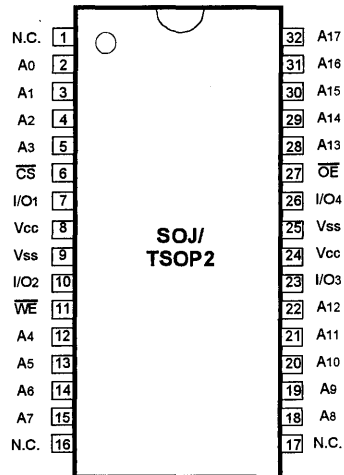 N.C. 1 32 A17
A0 2 31 A16
A1 3 30 A15
A2 4 29 A14
A3 5 28 A13
C̅S̅ 6 27 O̅E̅
I/O1 7 26 I/O4
Vcc 8 25 Vss
SOJ/
Vss 9 24 Vcc
TSOP2
I/O2 10 23 I/O3
W̅E̅ 11 22 A12
A4 12 21 A11
A5 13 20 A10
A6 14 19 A9
A7 15 18 A8
N.C. 16 17 N.C.